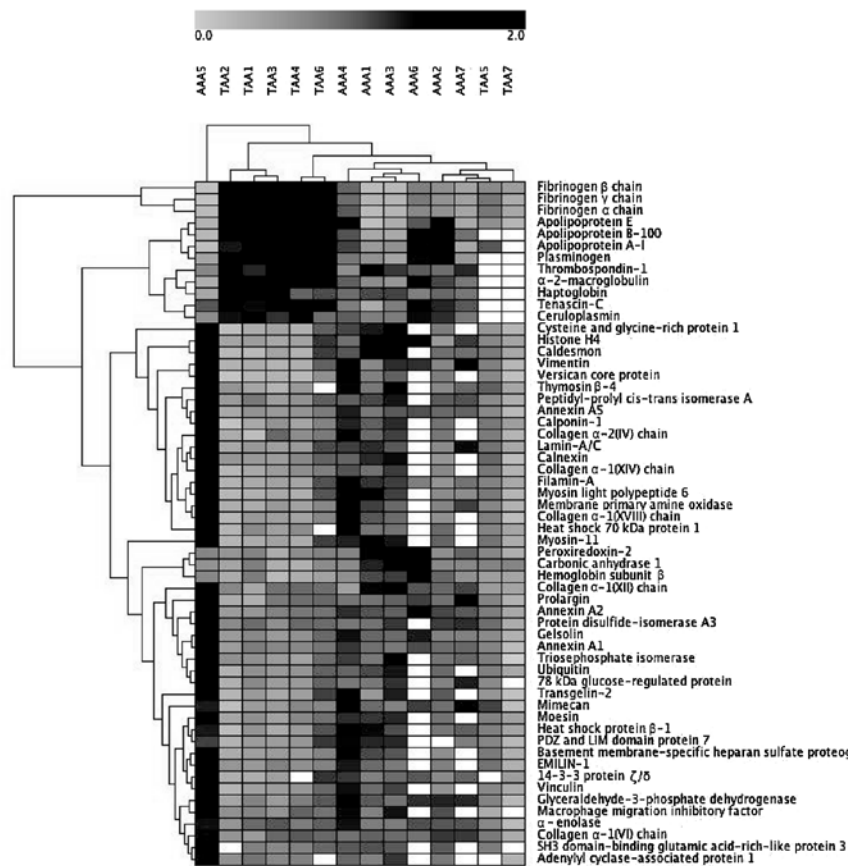 0.0
2.0
AAA5
TAA2
TAA1
TAA3
TAA4
TAA6
AAA4
AAA1
AAA3
AAA6
AAA2
AAA7
TAA5
TAA7
Fibrinogen β chain
Fibrinogen γ chain
Fibrinogen α chain
Apolipoprotein E
Apolipoprotein B-100
Apolipoprotein A-I
Plasminogen
Thrombospondin-1
α-2-macroglobulin
Haptoglobin
Tenascin-C
Ceruloplasmin
Cysteine and glycine-rich protein 1
Histone H4
Caldesmon
Vimentin
Versican core protein
Thymosin β-4
Peptidyl-prolyl cis-trans isomerase A
Annexin A5
Calponin-1
Collagen α-2(IV) chain
Lamin-A/C
Calnexin
Collagen α-1(XIV) chain
Filamin-A
Myosin light polypeptide 6
Membrane primary amine oxidase
Collagen α-1(XVIII) chain
Heat shock 70 kDa protein 1
Myosin-11
Peroxiredoxin-2
Carbonic anhydrase 1
Hemoglobin subunit β
Collagen α-1(XII) chain
Prolargin
Annexin A2
Protein disulfide-isomerase A3
Gelsolin
Annexin A1
Triosephosphate isomerase
Ubiquitin
78 kDa glucose-regulated protein
Transgelin-2
Mimecan
Moesin
Heat shock protein β-1
PDZ and LIM domain protein 7
Basement membrane-specific heparan sulfate proteog
EMILIN-1
14-3-3 protein ζ/δ
Vinculin
Glyceraldehyde-3-phosphate dehydrogenase
Macrophage migration inhibitory factor
α-enolase
Collagen α-1(VI) chain
SH3 domain-binding glutamic acid-rich-like protein 3
Adenylyl cyclase-associated protein 1